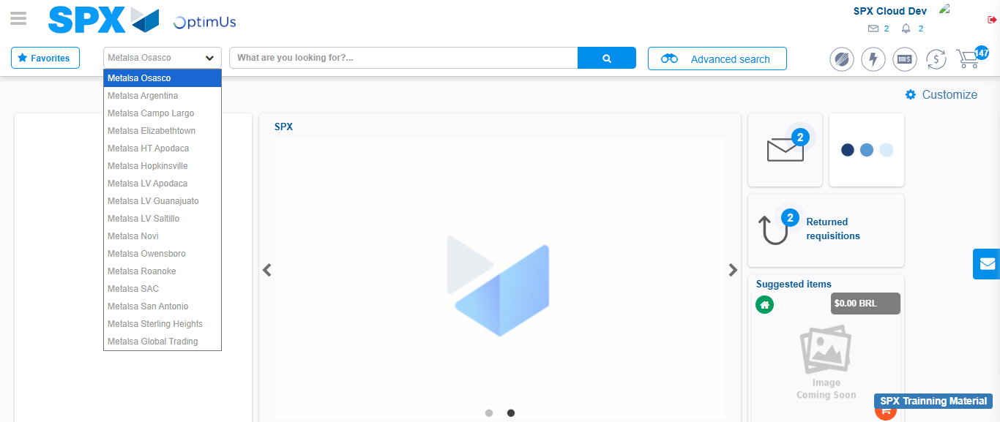 SPX
OptimUs
SPX Cloud Dev
2
2
Favorites
Metalsa Osasco
What are you looking for?...
Advanced search
147
Metalsa Osasco
Metalsa Argentina
Metalsa Campo Largo
Metalsa Elizabethtown
Metalsa HT Apodaca
Metalsa Hopkinsville
Metalsa LV Apodaca
Metalsa LV Guanajuato
Metalsa LV Saltillo
Metalsa Novi
Metalsa Owensboro
Metalsa Roanoke
Metalsa SAC
Metalsa San Antonio
Metalsa Sterling Heights
Metalsa Global Trading
Customize
SPX
2
2
Returned
requisitions
Suggested items
$0.00 BRL
Image
Coming Soon
SPX Trainning Material